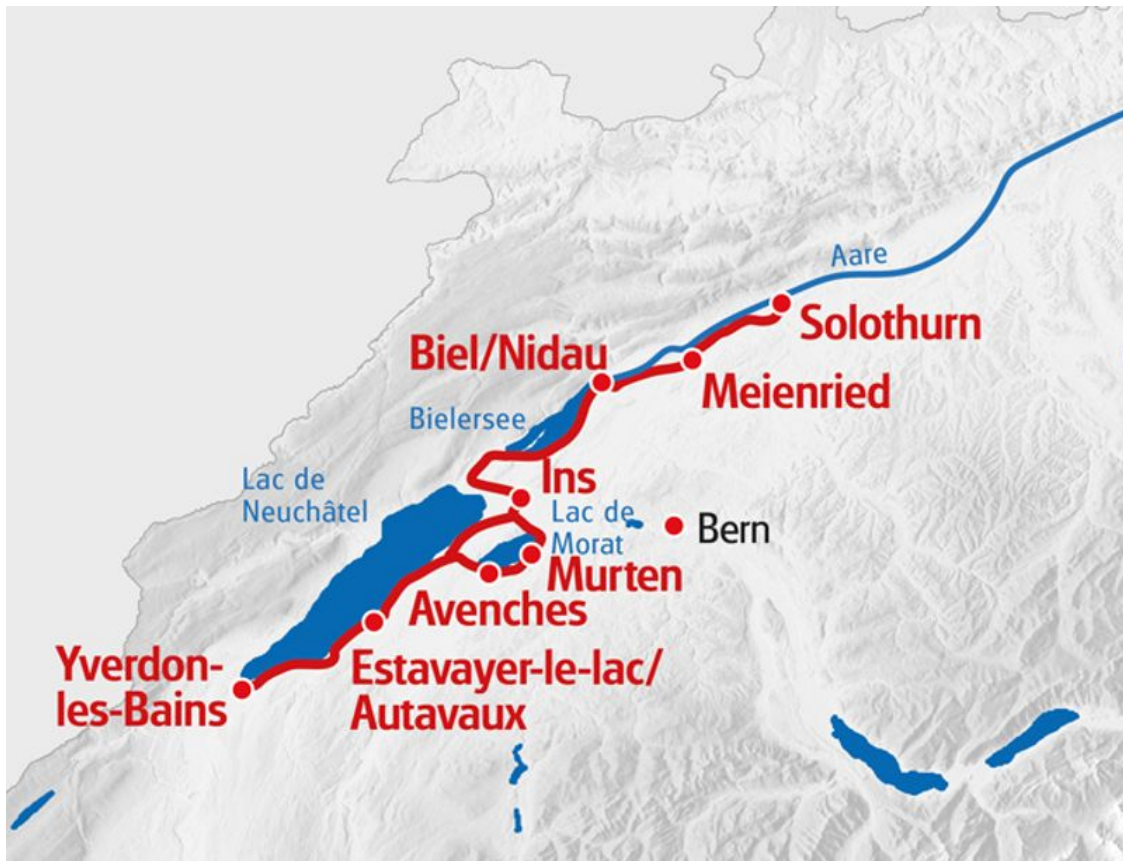 Aare
Solothurn
Biel/Nidau
Meienried
Bielersee
Ins
Lac de
Neuchâtel
Lac de
Morat
Bern
Murten
Avenches
Yverdon-
les-Bains
Estavayer-le-lac/
Autavaux